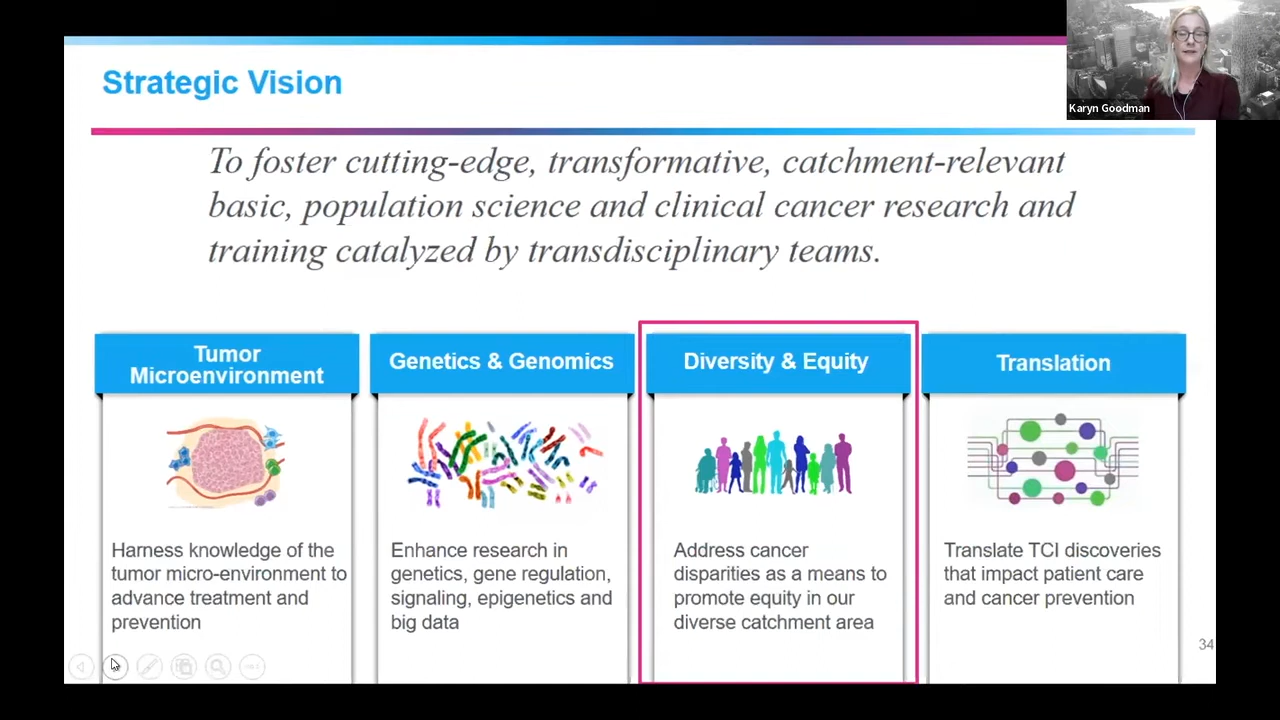 Strategic Vision
Karyn Goodman
To foster cutting-edge, transformative, catchment-relevant
basic, population science and clinical cancer research and
training catalyzed by transdisciplinary teams.
Tumor
Microenvironment
Harness knowledge of the
tumor micro-environment to
advance treatment and
prevention
Genetics & Genomics
Enhance research in
genetics, gene regulation,
signaling, epigenetics and
big data
Diversity & Equity
Address cancer
disparities as a means to
promote equity in our
diverse catchment area
Translation
Translate TCI discoveries
that impact patient care
and cancer prevention
34